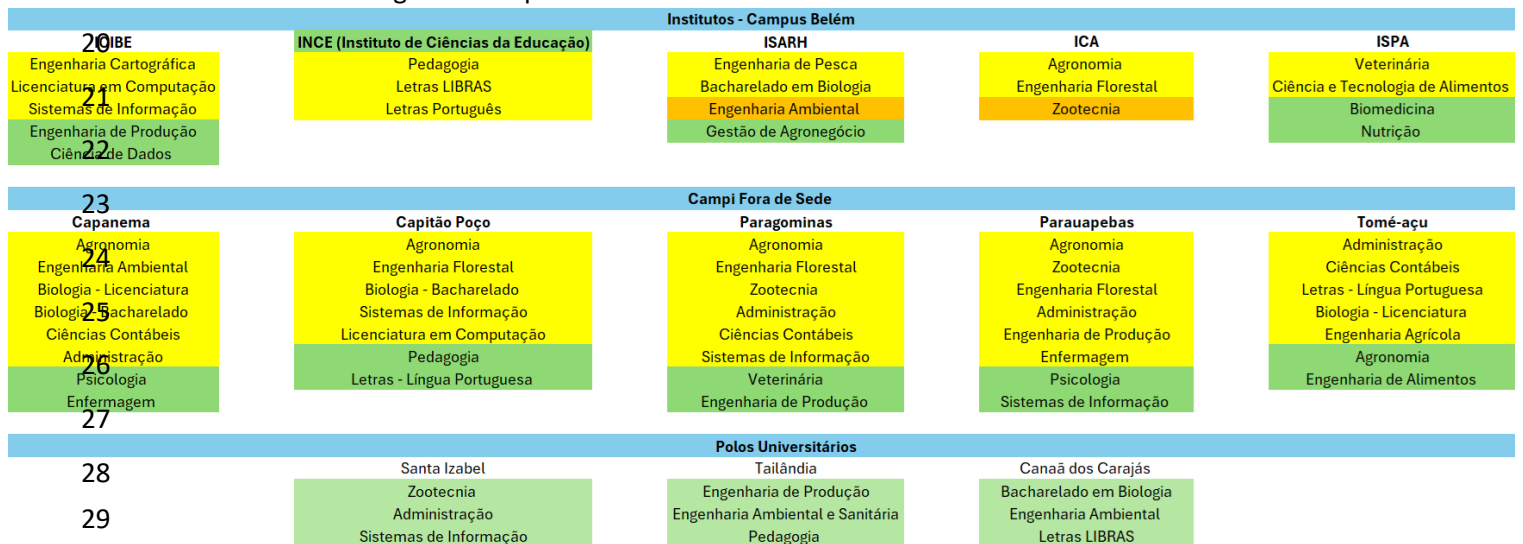 Institutos - Campus Belém
20
ICIBE INCE (Instituto de Ciências da Educação) ISARH ICA ISPA
Engenharia Cartográfica Pedagogia Engenharia de Pesca Agronomia Veterinária
21
Licenciatura em Computação Letras LIBRAS Bacharelado em Biologia Engenharia Florestal Ciência e Tecnologia de Alimentos
Sistemas de Informação Letras Português Engenharia Ambiental Zootecnia Biomedicina
Engenharia de Produção Gestão de Agronegócio Nutrição
22
Ciência de Dados
23
Campi Fora de Sede
Capanema Capitão Poço Paragominas Parauapebas Tomé-açu
Agronomia Agronomia Agronomia Agronomia Administração
24
Engenharia Ambiental Engenharia Florestal Engenharia Florestal Zootecnia Ciências Contábeis
Biologia - Licenciatura Biologia - Bacharelado Zootecnia Engenharia Florestal Letras - Língua Portuguesa
25
Biologia - Bacharelado Sistemas de Informação Administração Administração Biologia - Licenciatura
Ciências Contábeis Licenciatura em Computação Ciências Contábeis Engenharia de Produção Engenharia Agrícola
Administração Pedagogia Sistemas de Informação Enfermagem Agronomia
26
Psicologia Letras - Língua Portuguesa Veterinária Psicologia Engenharia de Alimentos
Enfermagem Engenharia de Produção Sistemas de Informação
27
Polos Universitários
28
Santa Izabel Tailândia Canaã dos Carajás
Zootecnia Engenharia de Produção Bacharelado em Biologia
29
Administração Engenharia Ambiental e Sanitária Engenharia Ambiental
Sistemas de Informação Pedagogia Letras LIBRAS